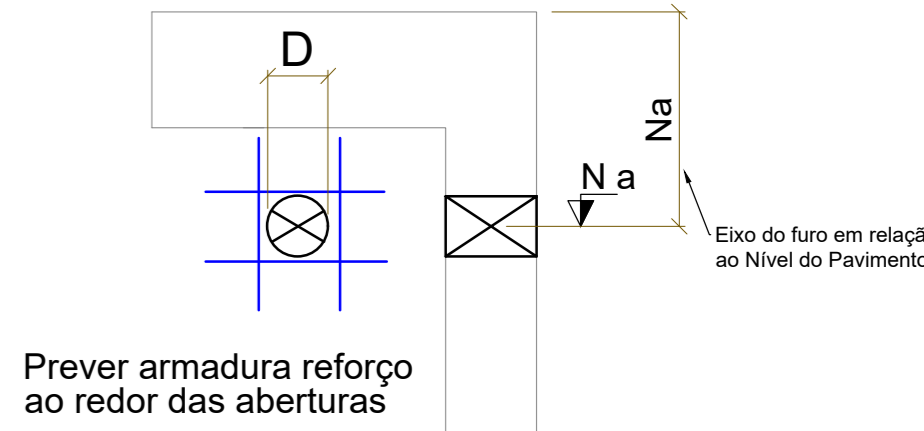 D
Na
N a
Eixo do furo em relaçã
ao Nível do Pavimento
Prever armadura reforço
ao redor das aberturas